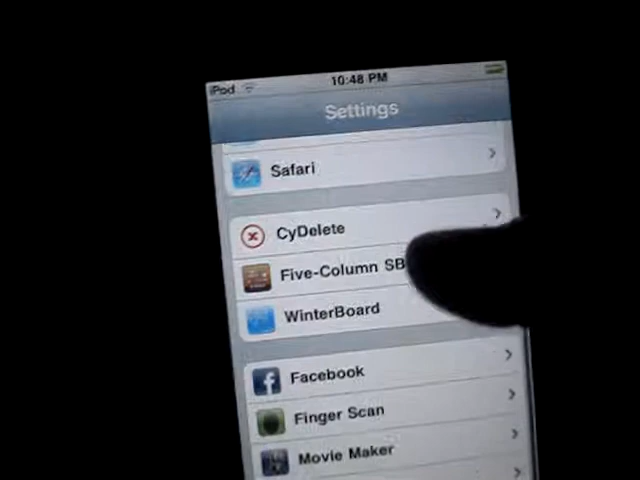 iPod 10:48 PM
Settings
Safari
CyDelete
Five-Column SB
WinterBoard
Facebook
Finger Scan
Movie Maker